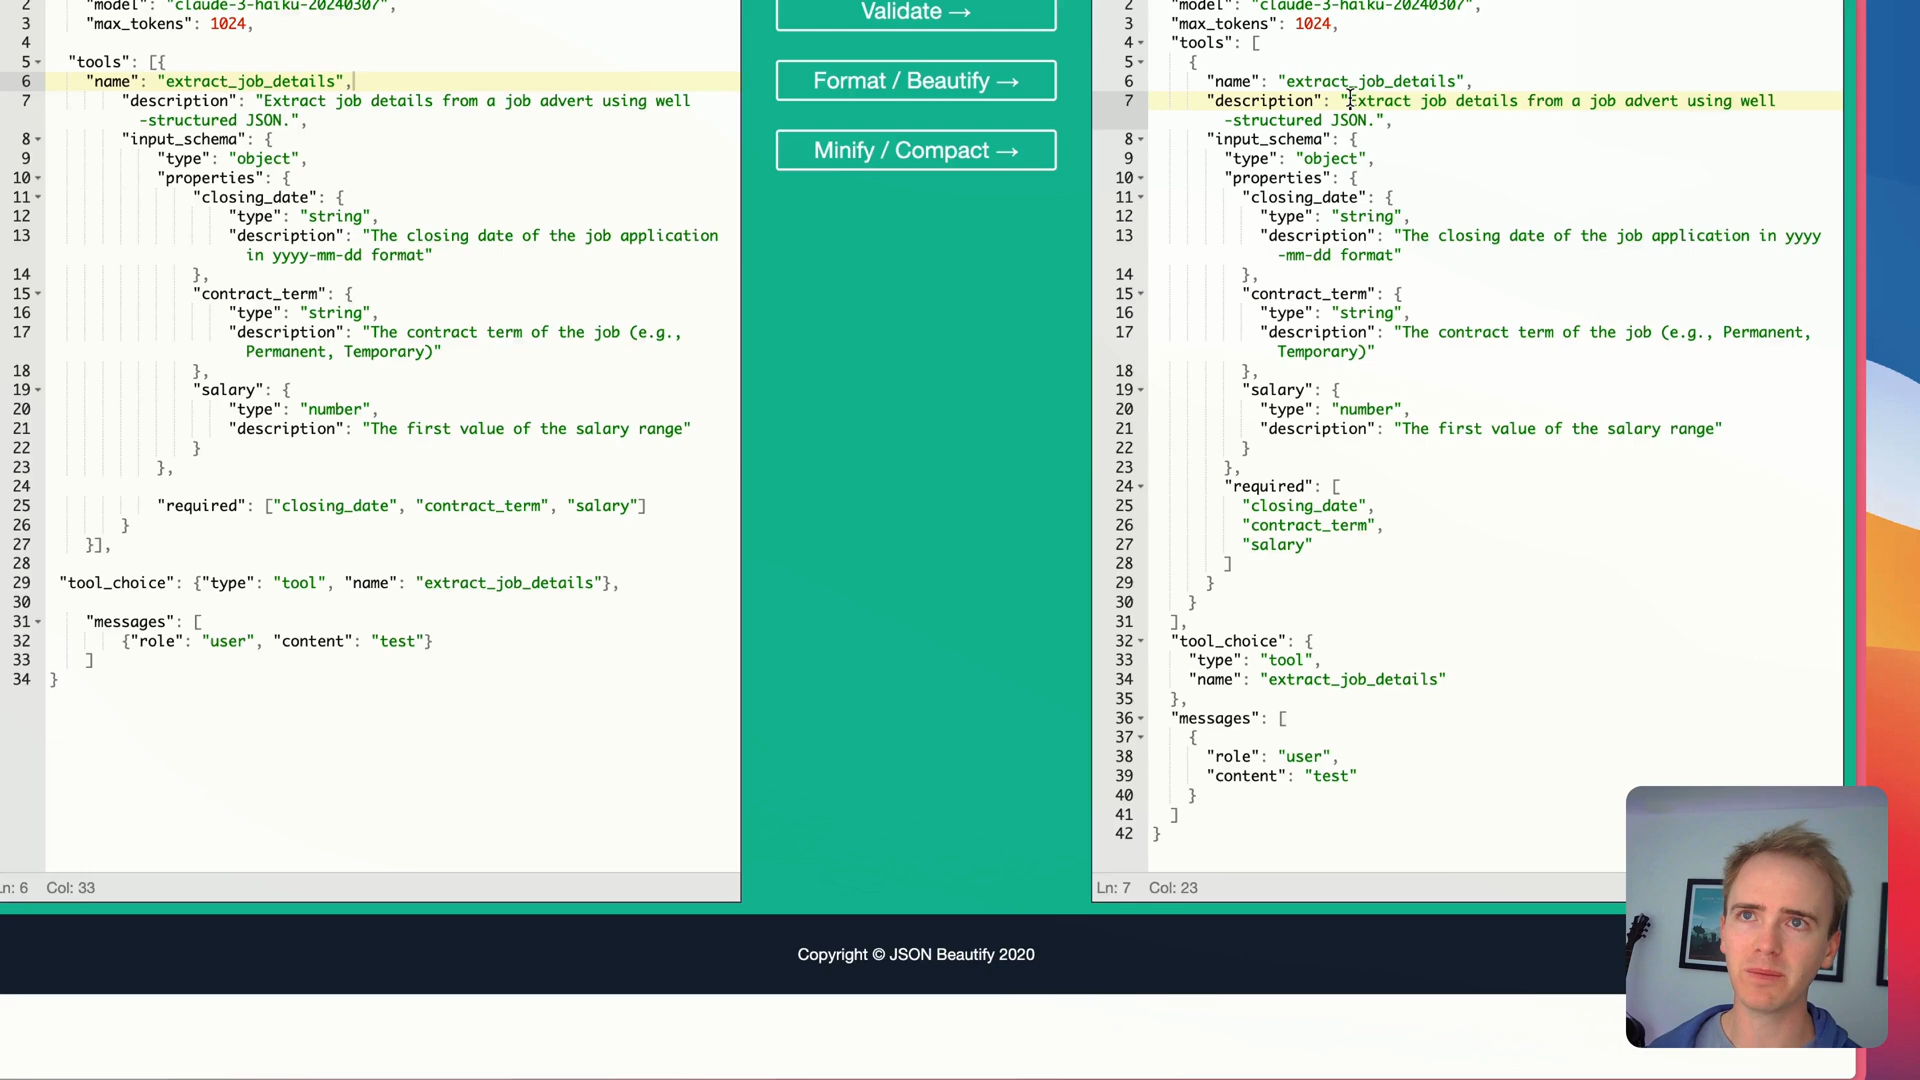 2 "model": "claude-3-haiku-20240307",
3 "max_tokens": 1024,
4
5 "tools": [{
6 "name": "extract_job_details",
7 "description": "Extract job details from a job advert using well
-structured JSON.",
8 "input_schema": {
9 "type": "object",
10 "properties": {
11 "closing_date": {
12 "type": "string",
13 "description": "The closing date of the job application
in yyyy-mm-dd format"
14 },
15 "contract_term": {
16 "type": "string",
17 "description": "The contract term of the job (e.g.,
Permanent, Temporary)"
18 },
19 "salary": {
20 "type": "number",
21 "description": "The first value of the salary range"
22 }
23 },
24
25 "required": ["closing_date", "contract_term", "salary"]
26 }
27 }],
28
29 "tool_choice": {"type": "tool", "name": "extract_job_details"},
30
31 "messages": [
32 {"role": "user", "content": "test"}
33 ]
34 }
Ln: 6 Col: 33
Validate →
Format / Beautify →
Minify / Compact →
2 "model": "claude-3-haiku-20240307",
3 "max_tokens": 1024,
4 "tools": [
5 {
6 "name": "extract_job_details",
7 "description": "Extract job details from a job advert using well
-structured JSON.",
8 "input_schema": {
9 "type": "object",
10 "properties": {
11 "closing_date": {
12 "type": "string",
13 "description": "The closing date of the job application in yyyy
-mm-dd format"
14 },
15 "contract_term": {
16 "type": "string",
17 "description": "The contract term of the job (e.g., Permanent,
Temporary)"
18 },
19 "salary": {
20 "type": "number",
21 "description": "The first value of the salary range"
22 }
23 },
24 "required": [
25 "closing_date",
26 "contract_term",
27 "salary"
28 ]
29 }
30 }
31 ],
32 "tool_choice": {
33 "type": "tool",
34 "name": "extract_job_details"
35 },
36 "messages": [
37 {
38 "role": "user",
39 "content": "test"
40 }
41 ]
42 }
Ln: 7 Col: 23
Copyright © JSON Beautify 2020